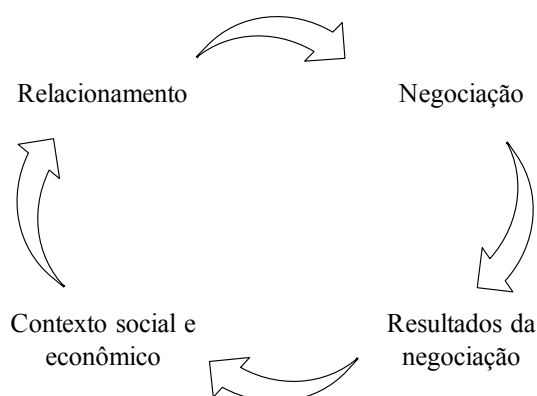 Relacionamento
Negociação
Contexto social e
econômico
Resultados da
negociação